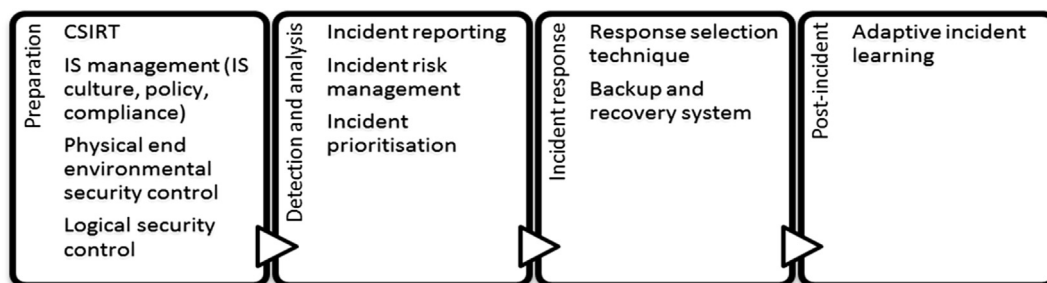 Preparation
CSIRT
IS management (IS
culture, policy,
compliance)
Physical end
environmental
security control
Logical security
control
Detection and analysis
Incident reporting
Incident risk
management
Incident
prioritisation
Incident response
Response selection
technique
Backup and
recovery system
Post-incident
Adaptive incident
learning